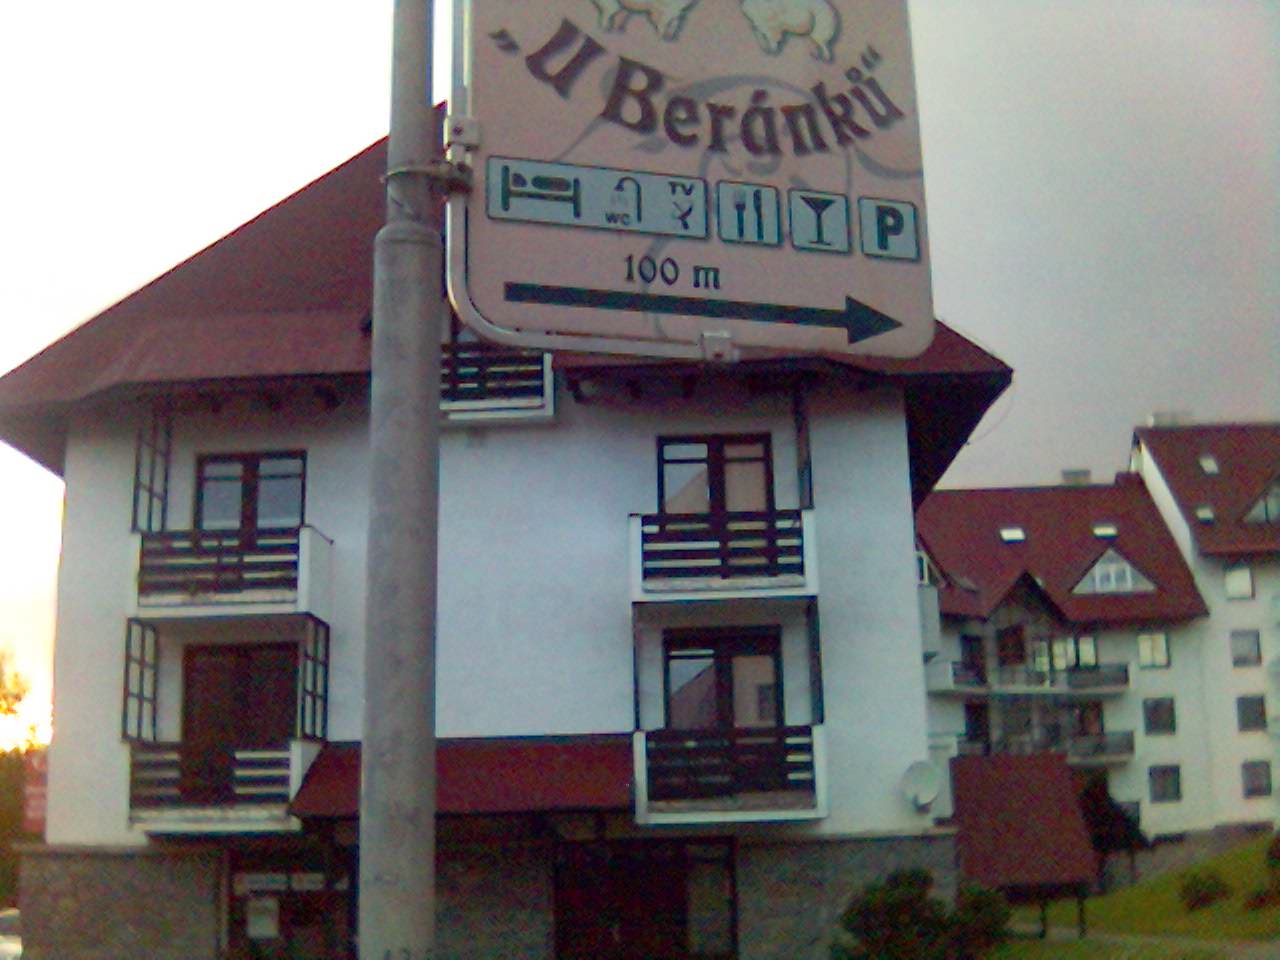 „U Beránků“
TV
WC
P
100 m